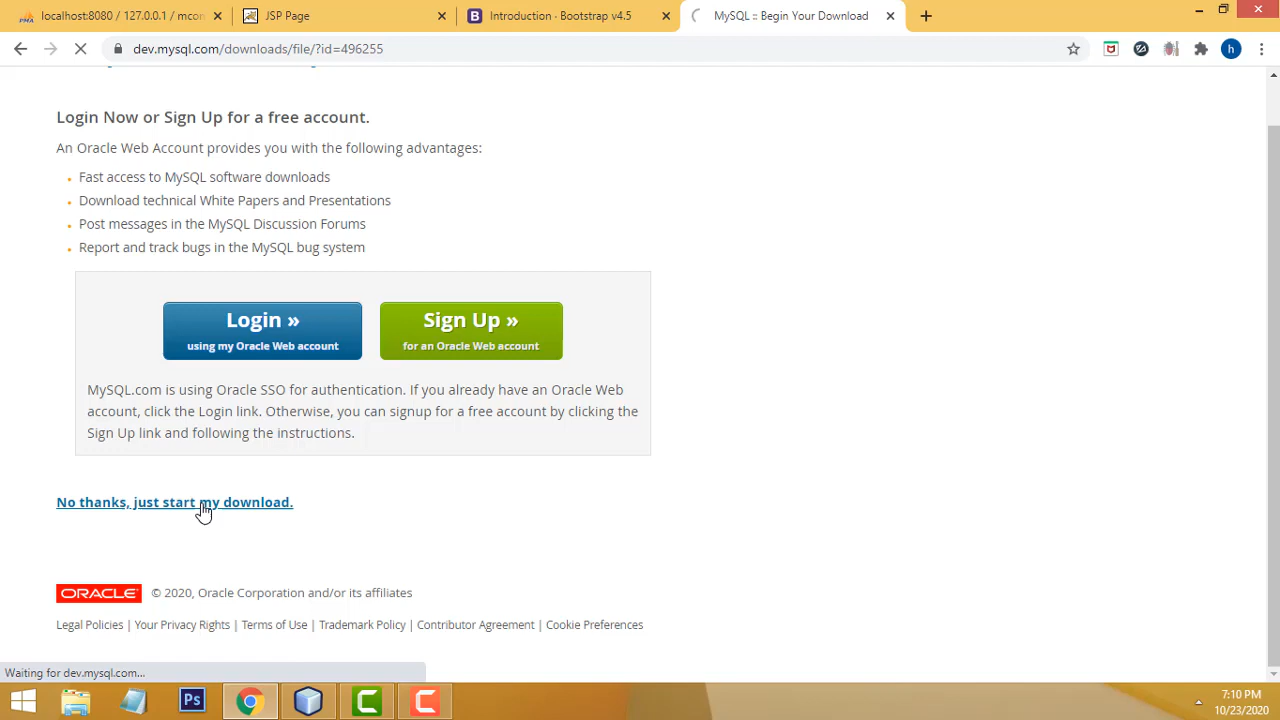 localhost:8080 / 127.0.0.1 / mcon
JSP Page
Introduction · Bootstrap v4.5
MySQL :: Begin Your Download
dev.mysql.com/downloads/file/?id=496255
h
Login Now or Sign Up for a free account.
An Oracle Web Account provides you with the following advantages:
Fast access to MySQL software downloads
Download technical White Papers and Presentations
Post messages in the MySQL Discussion Forums
Report and track bugs in the MySQL bug system
Login »
using my Oracle Web account
Sign Up »
for an Oracle Web account
MySQL.com is using Oracle SSO for authentication. If you already have an Oracle Web
account, click the Login link. Otherwise, you can signup for a free account by clicking the
Sign Up link and following the instructions.
No thanks, just start my download.
ORACLE
© 2020, Oracle Corporation and/or its affiliates
Legal Policies | Your Privacy Rights | Terms of Use | Trademark Policy | Contributor Agreement | Cookie Preferences
Waiting for dev.mysql.com...
Ps
7:10 PM
10/23/2020